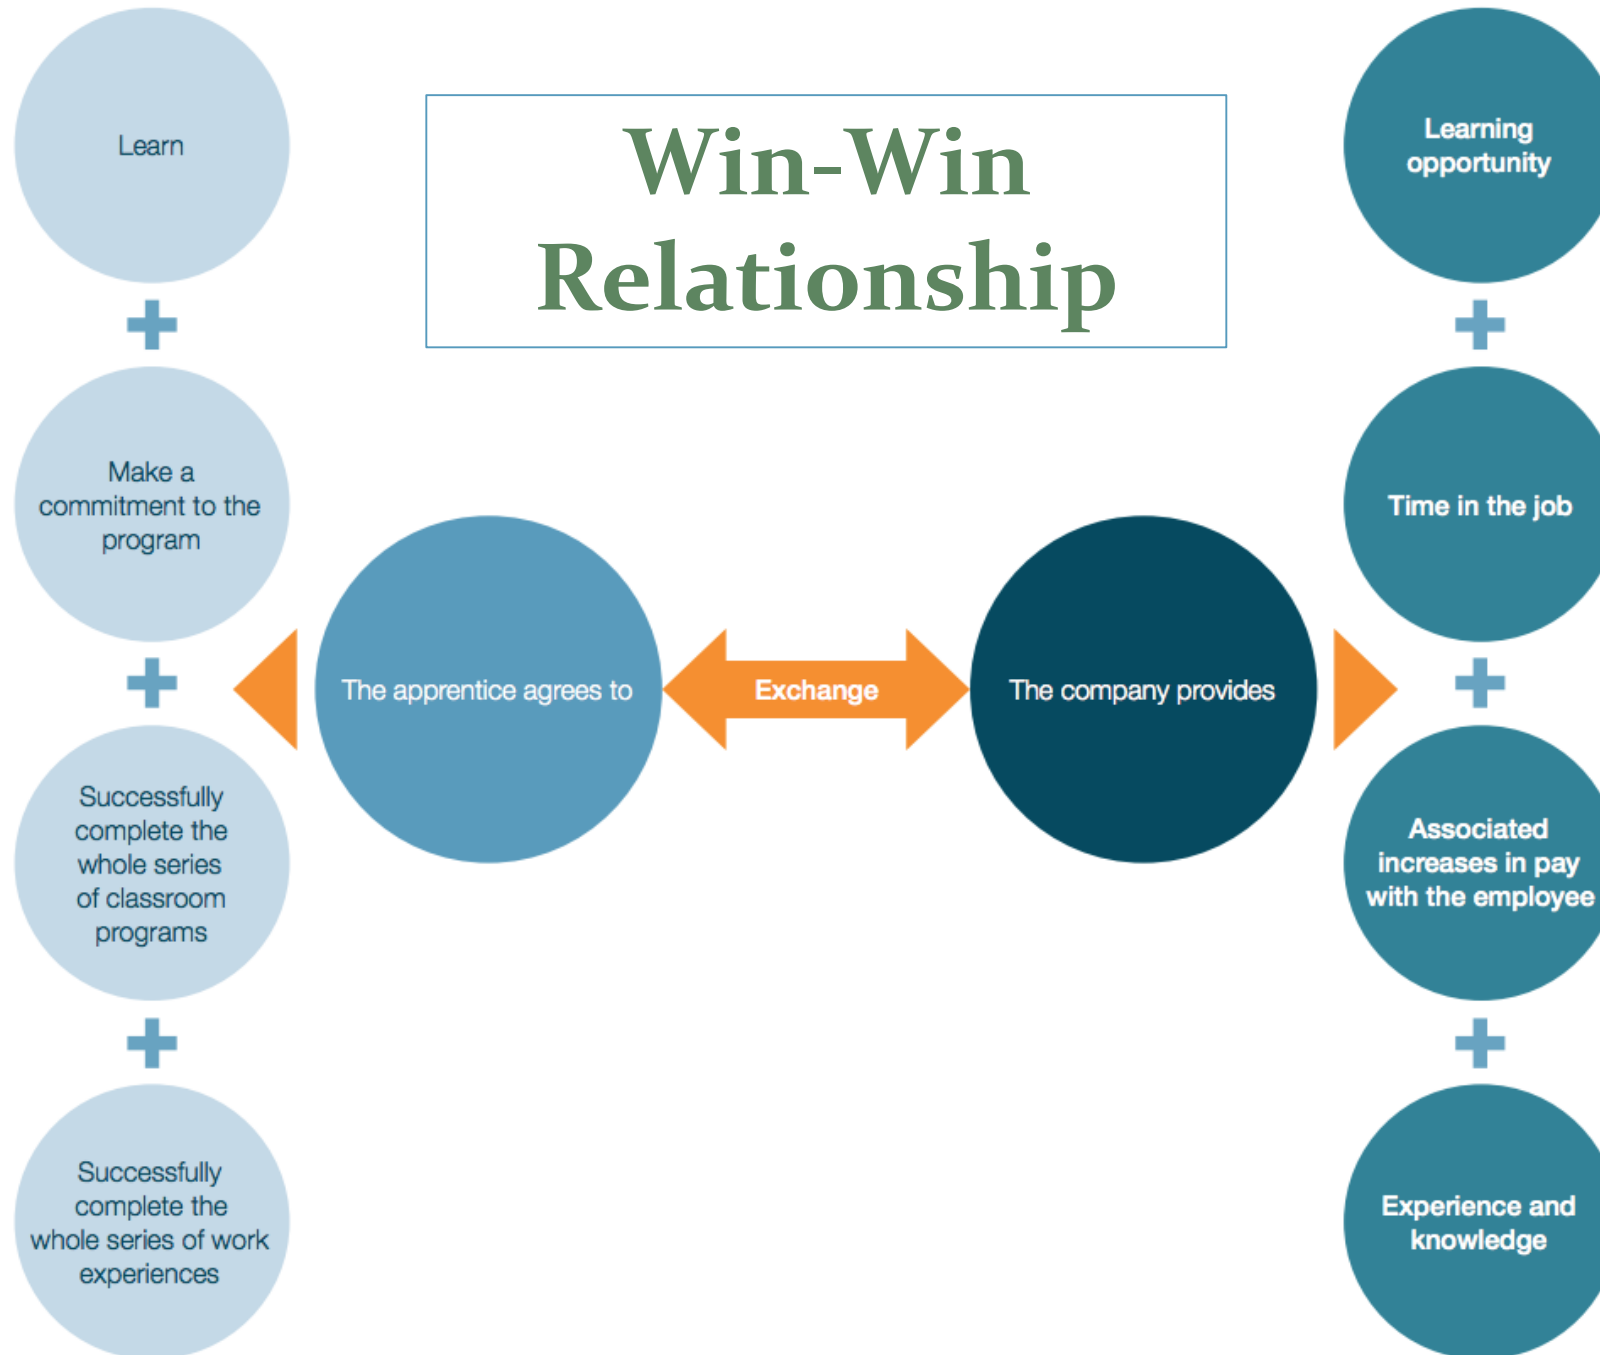 Win-Win
Relationship
Learn
Make a
commitment to the
program
Successfully
complete the
whole series
of classroom
programs
Successfully
complete the
whole series of work
experiences
The apprentice agrees to
Exchange
The company provides
Learning
opportunity
Time in the job
Associated
increases in pay
with the employee
Experience and
knowledge